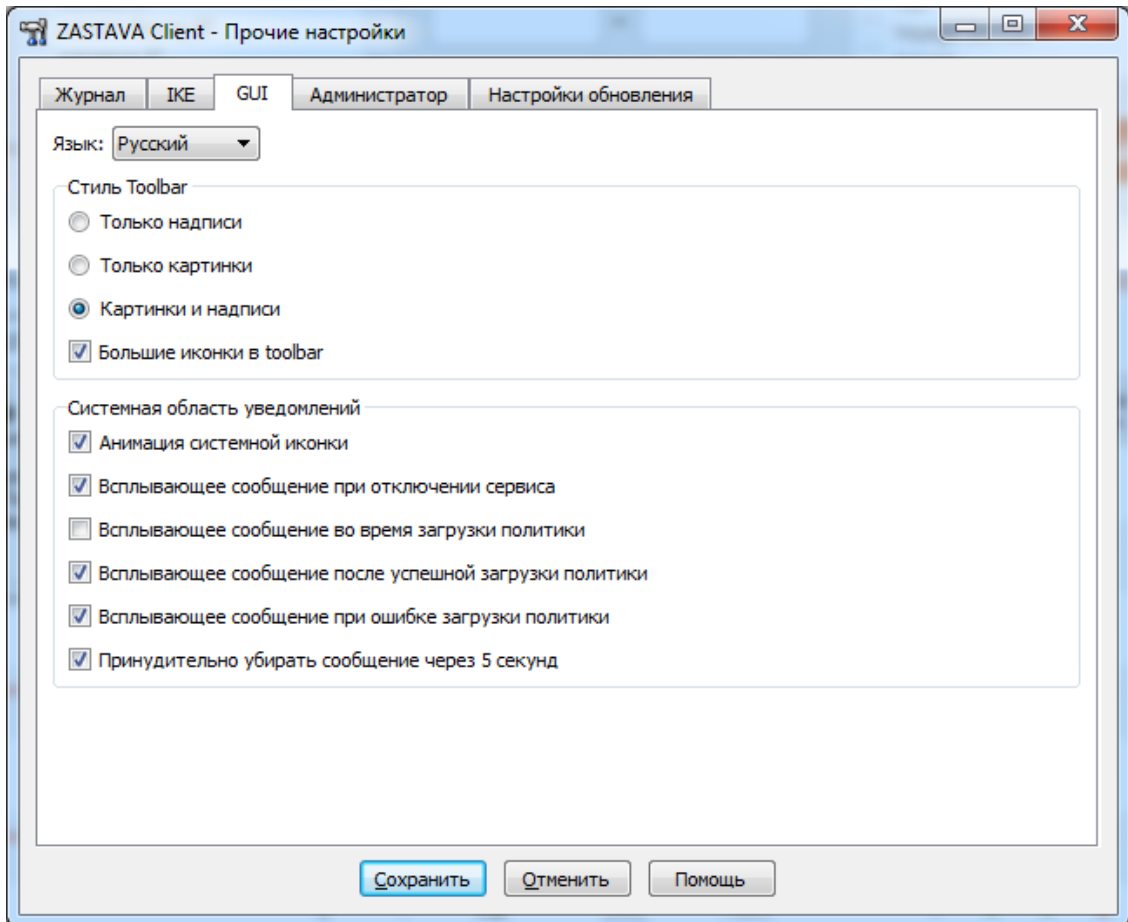 ZASTAVA Client - Прочие настройки
Журнал IKE GUI Администратор Настройки обновления
Язык: Русский
Стиль Toolbar
Только надписи
Только картинки
Картинки и надписи
Большие иконки в toolbar
Системная область уведомлений
Анимация системной иконки
Всплывающее сообщение при отключении сервиса
Всплывающее сообщение во время загрузки политики
Всплывающее сообщение после успешной загрузки политики
Всплывающее сообщение при ошибке загрузки политики
Принудительно убирать сообщение через 5 секунд
Сохранить Отменить Помощь